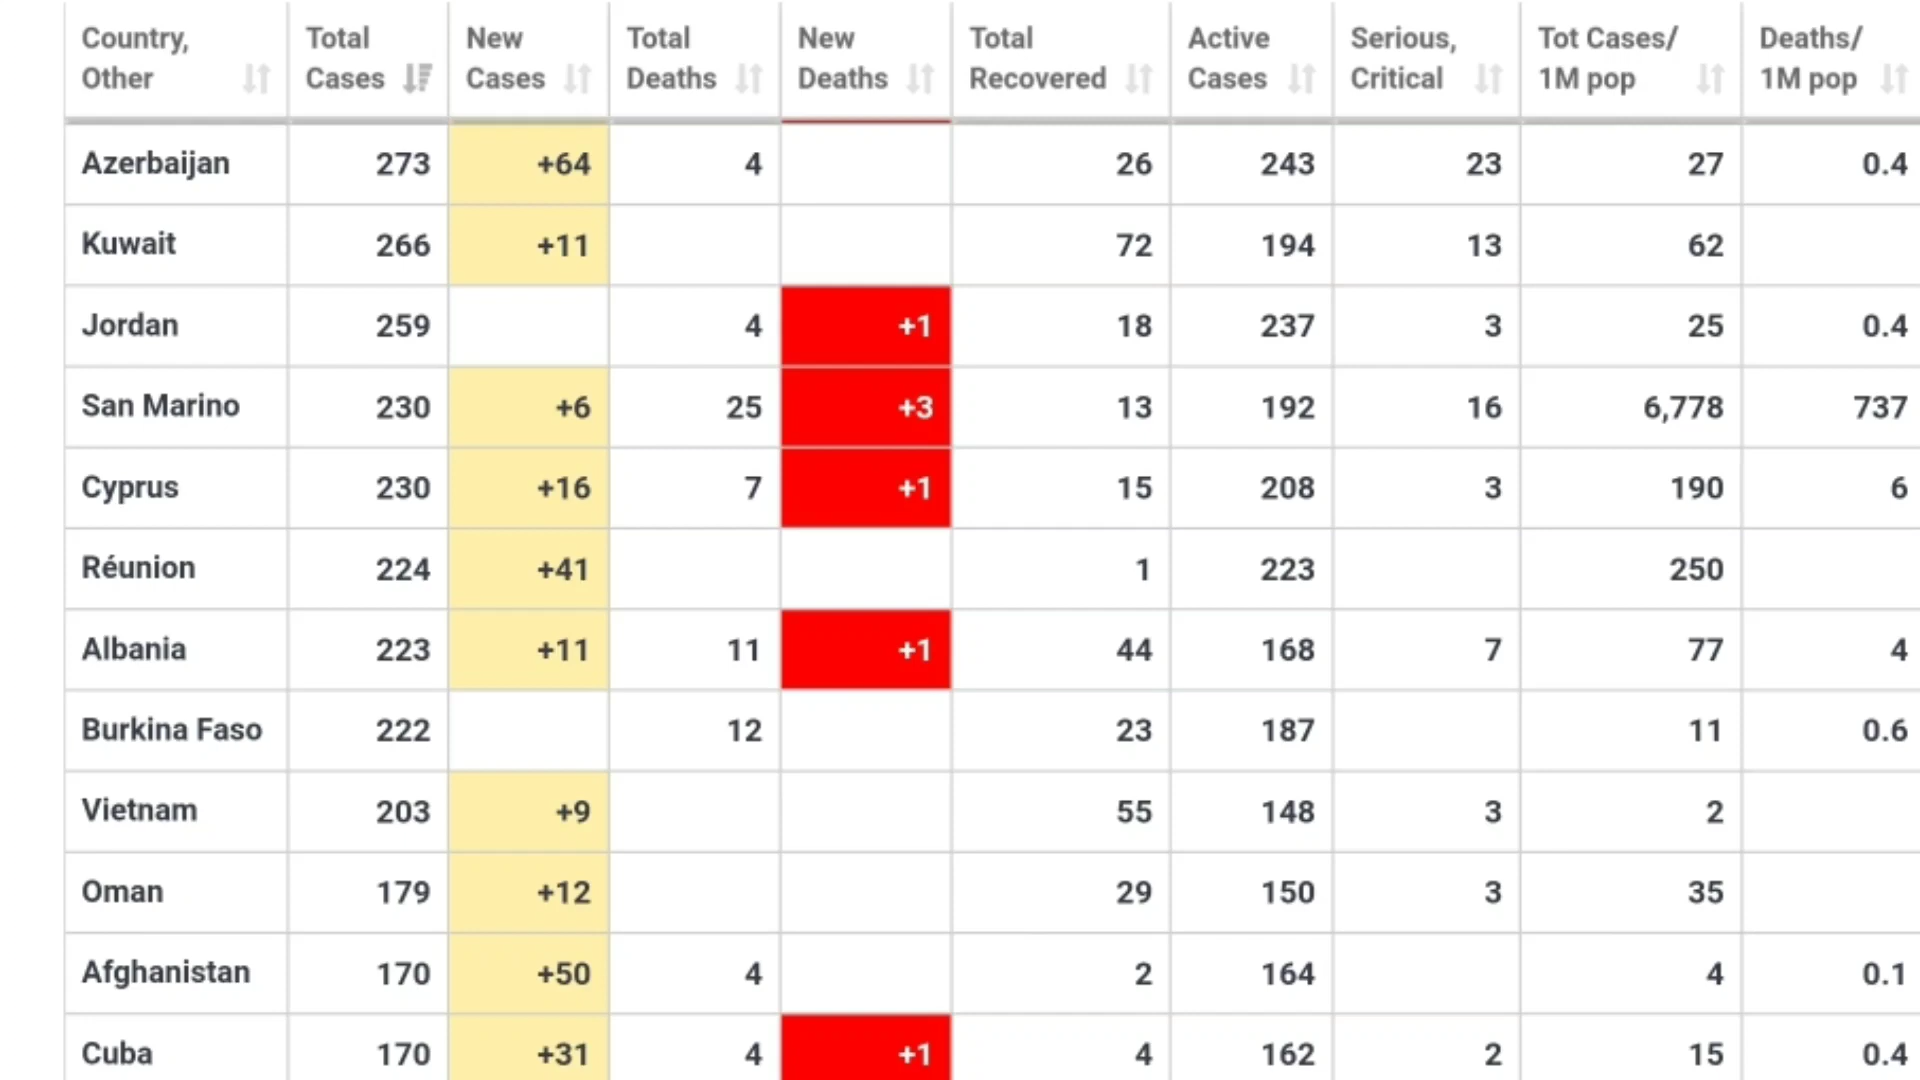 Country, Other Total Cases New Cases Total Deaths New Deaths Total Recovered Active Cases Serious, Critical Tot Cases/ 1M pop Deaths/ 1M pop
Azerbaijan 273 +64 4 26 243 23 27 0.4
Kuwait 266 +11 72 194 13 62
Jordan 259 4 +1 18 237 3 25 0.4
San Marino 230 +6 25 +3 13 192 16 6,778 737
Cyprus 230 +16 7 +1 15 208 3 190 6
Réunion 224 +41 1 223 250
Albania 223 +11 11 +1 44 168 7 77 4
Burkina Faso 222 12 23 187 11 0.6
Vietnam 203 +9 55 148 3 2
Oman 179 +12 29 150 3 35
Afghanistan 170 +50 4 2 164 4 0.1
Cuba 170 +31 4 +1 4 162 2 15 0.4